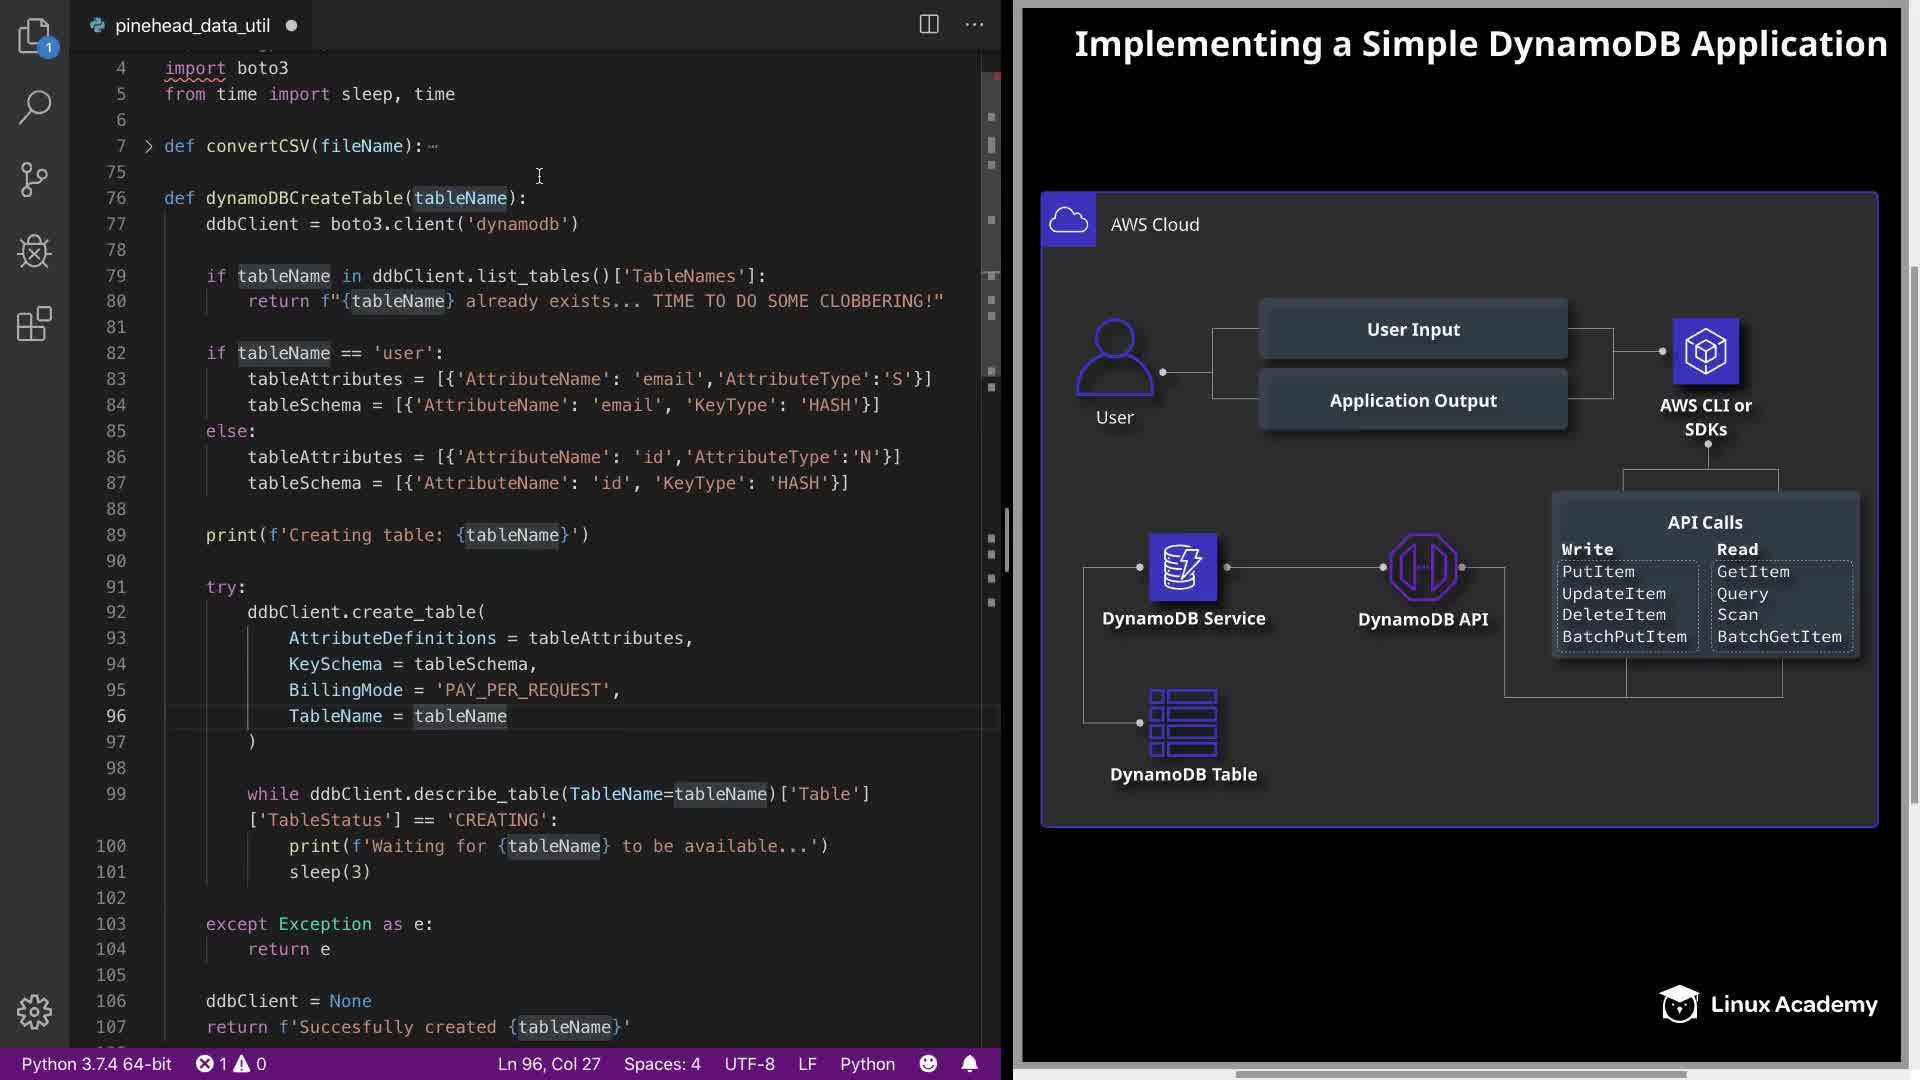 pinehead_data_util
1
4 import boto3
5 from time import sleep, time
6
7 def convertCSV(fileName):
75
76 def dynamoDBCreateTable(tableName):
77 ddbClient = boto3.client('dynamodb')
78
79 if tableName in ddbClient.list_tables()['TableNames']:
80 return f"{tableName} already exists... TIME TO DO SOME CLOBBERING!"
81
82 if tableName == 'user':
83 tableAttributes = [{'AttributeName': 'email','AttributeType':'S'}]
84 tableSchema = [{'AttributeName': 'email', 'KeyType': 'HASH'}]
85 else:
86 tableAttributes = [{'AttributeName': 'id','AttributeType':'N'}]
87 tableSchema = [{'AttributeName': 'id', 'KeyType': 'HASH'}]
88
89 print(f'Creating table: {tableName}')
90
91 try:
92 ddbClient.create_table(
93 AttributeDefinitions = tableAttributes,
94 KeySchema = tableSchema,
95 BillingMode = 'PAY_PER_REQUEST',
96 TableName = tableName
97 )
98
99 while ddbClient.describe_table(TableName=tableName)['Table']
['TableStatus'] == 'CREATING':
100 print(f'Waiting for {tableName} to be available...')
101 sleep(3)
102
103 except Exception as e:
104 return e
105
106 ddbClient = None
107 return f'Succesfully created {tableName}'
Python 3.7.4 64-bit 1 0 Ln 96, Col 27 Spaces: 4 UTF-8 LF Python
Implementing a Simple DynamoDB Application
AWS Cloud
User Input
Application Output
User
AWS CLI or
SDKs
API Calls
Write Read
PutItem GetItem
UpdateItem Query
DeleteItem Scan
BatchPutItem BatchGetItem
DynamoDB Service
DynamoDB API
DynamoDB Table
Linux Academy